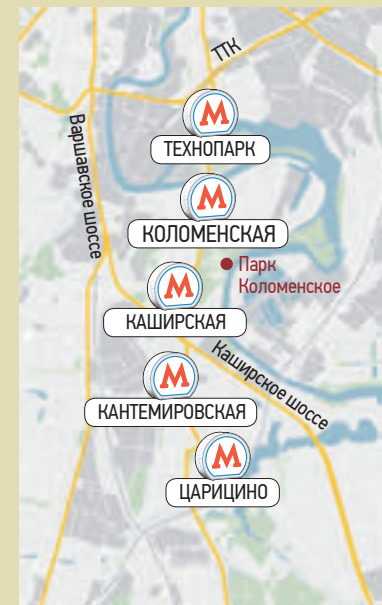 ТТК
М
ТЕХНОПАРК
Варшавское шоссе
М
КОЛОМЕНСКАЯ
Парк
Коломенское
М
КАШИРСКАЯ
Каширское шоссе
М
КАНТЕМИРОВСКАЯ
М
ЦАРИЦИНО